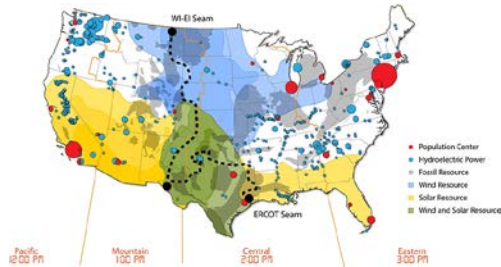 WI-EI Seam
Population Center
Hydroelectric Power
Fossil Resource
Wind Resource
Solar Resource
Wind and Solar Resource
ERCOT Seam
Pacific
12:00 PM
Mountain
1:00 PM
Central
2:00 PM
Eastern
3:00 PM